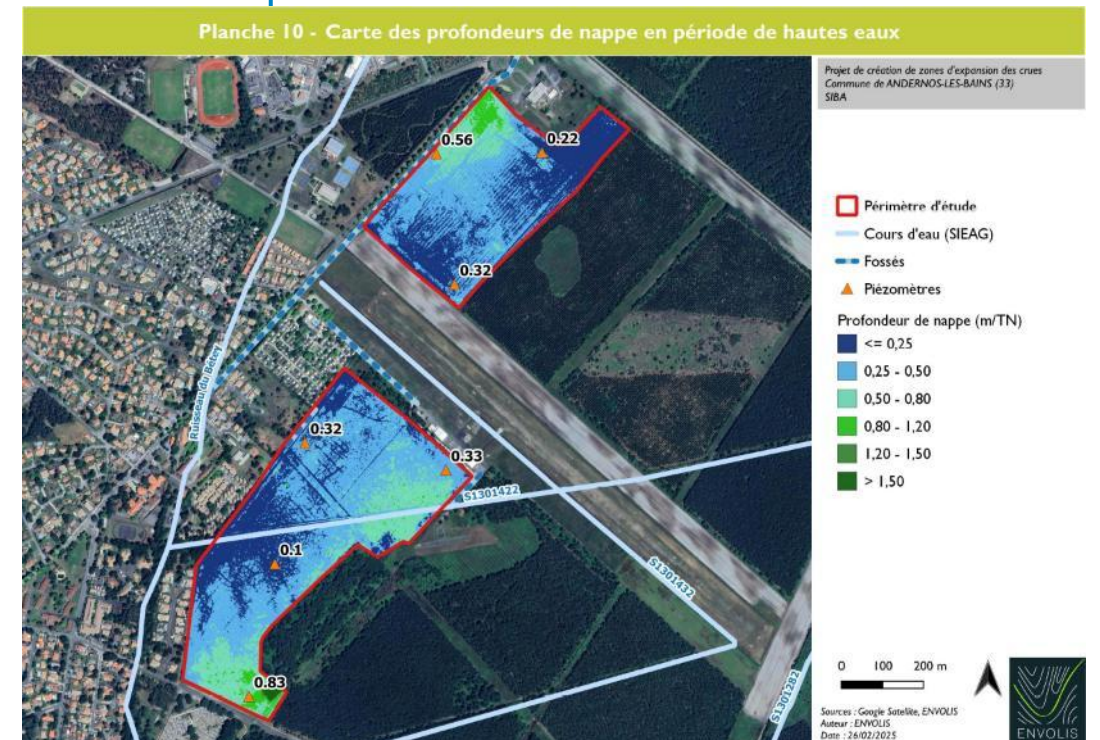 Planche 10 - Carte des profondeurs de nappe en période de hautes eaux
Projet de création de zones d'expansion des crues
Commune de ANDERNOS-LES-BAINS (33)
SIBA
0.56
0.22
0.32
Périmètre d'étude
Cours d'eau (SIEAG)
Fossés
Piézomètres
Profondeur de nappe (m/TN)
<= 0,25
0,25 - 0,50
0,50 - 0,80
0,80 - 1,20
1,20 - 1,50
> 1,50
Ruisseau du Bétey
0.32
0.33
S1301422
0.1
S1301432
0.83
S1301282
0 100 200 m
Sources : Google Satellite, ENVOLIS
Auteur : ENVOLIS
Date : 26/02/2025
ENVOLIS